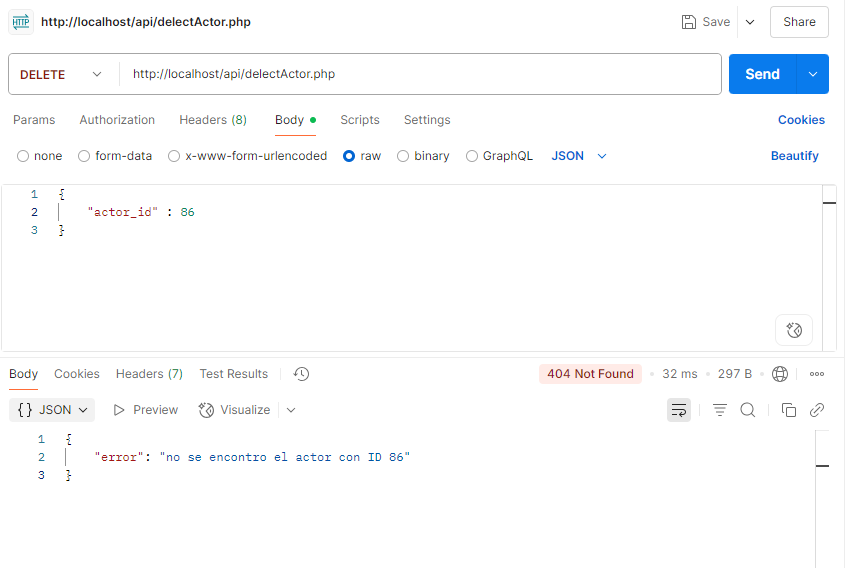 HTTP http://localhost/api/delectActor.php Save Share
DELETE http://localhost/api/delectActor.php Send
Params Authorization Headers (8) Body Scripts Settings Cookies
none form-data x-www-form-urlencoded raw binary GraphQL JSON Beautify
1 {
2 "actor_id" : 86
3 }
Body Cookies Headers (7) Test Results 404 Not Found 32 ms 297 B
{} JSON Preview Visualize
1 {
2 "error": "no se encontro el actor con ID 86"
3 }